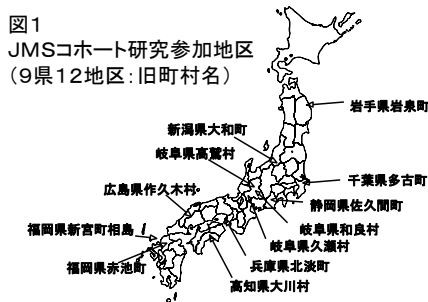 図1
JMSコホート研究参加地区
(9県12地区:旧町村名)
岩手県岩泉町
新潟県大和町
岐阜県高鷲村
千葉県多古町
広島県作久木村
静岡県佐久間町
岐阜県和良村
福岡県新宮町相島
岐阜県久瀬村
福岡県赤池町
兵庫県北淡町
高知県大川村